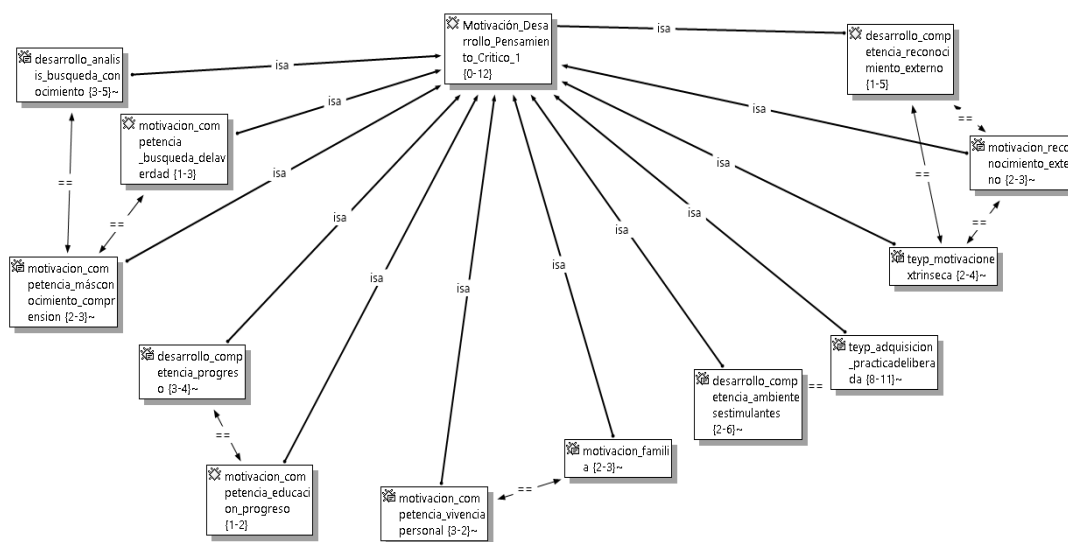 Motivación_Desa
rrollo_Pensamien
to_Critico_1
{0-12}
isa
desarrollo_comp
etencia_reconoci
miento_externo
{1-5}
desarrollo_analis
is_busqueda_con
ocimiento {3-5}~
isa
isa
motivacion_com
petencia
_busqueda_delav
erdad {1-3}
isa
==
motivacion_reco
nocimiento_exter
no {2-3}~
==
isa
isa
==
==
isa
isa
==
isa
==
teyp_motivacione
xtrinseca {2-4}~
motivacion_com
petencia_máscon
ocimiento_compr
ension {2-3}~
isa
isa
isa
desarrollo_comp
etencia_progres
o {3-4}~
teyp_adquisicion
_practicadelibera
da {8-11}~
desarrollo_comp
etencia_ambiente
sestimulantes
{2-6}~
==
==
motivacion_famili
a {2-3}~
motivacion_com
petencia_educaci
on_progreso
{1-2}
==
motivacion_com
petencia_vivencia
personal {3-2}~